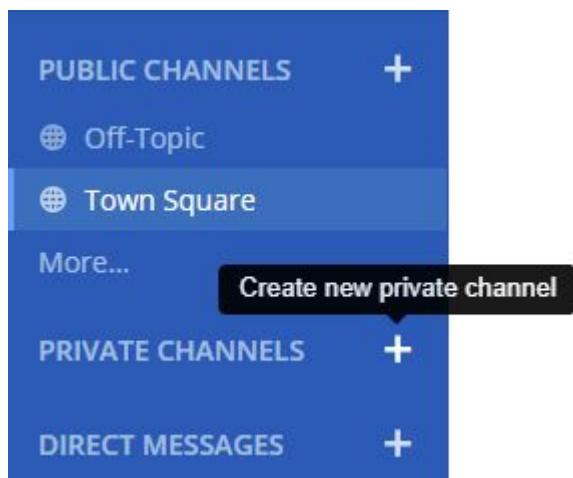 PUBLIC CHANNELS +
Off-Topic
Town Square
More...
Create new private channel
PRIVATE CHANNELS +
DIRECT MESSAGES +